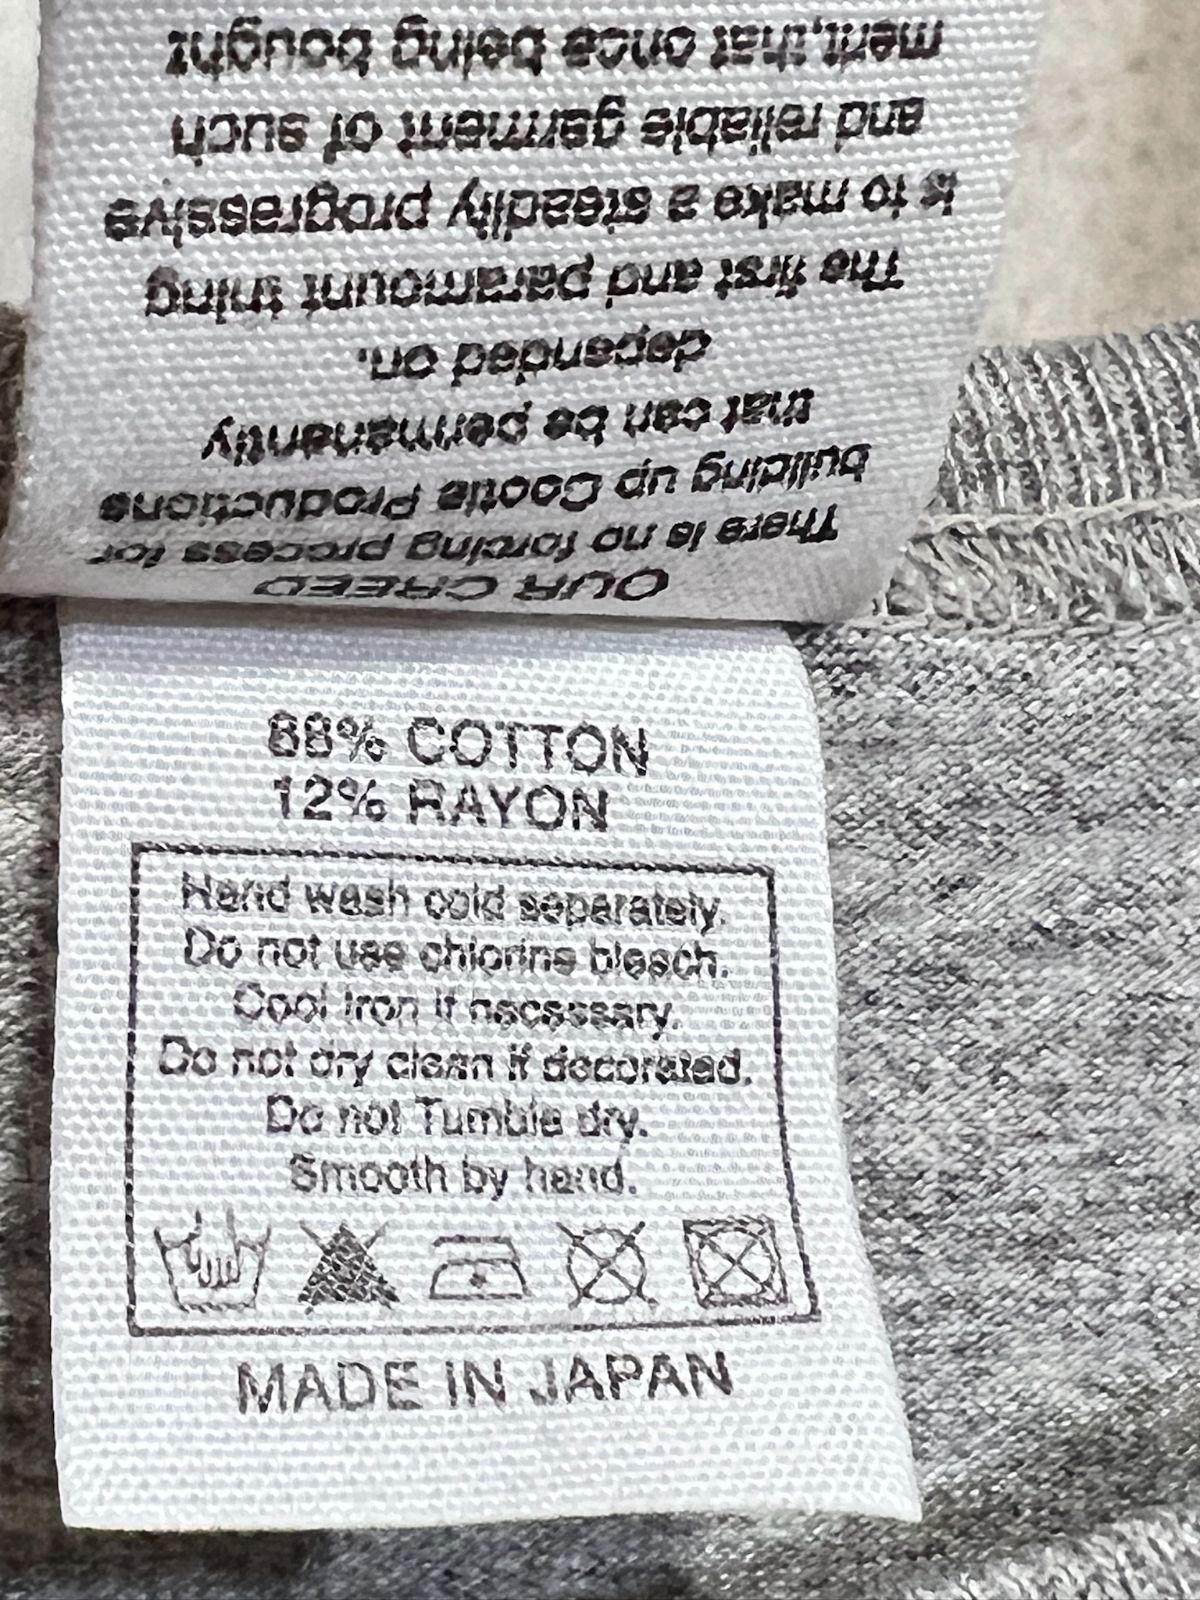 OUR CREED
There is no forcing process for
building up Cootie Productions
that can be permanently
depended on.
The first and paramount thing
is to make a steadily progressive
and reliable garment of such
ment,that once being bought
88% COTTON
12% RAYON
Hand wash cold separately.
Do not use chlorine bleach.
Cool Iron if necessary.
Do not dry clean if decorated.
Do not Tumble dry.
Smooth by hand.
MADE IN JAPAN